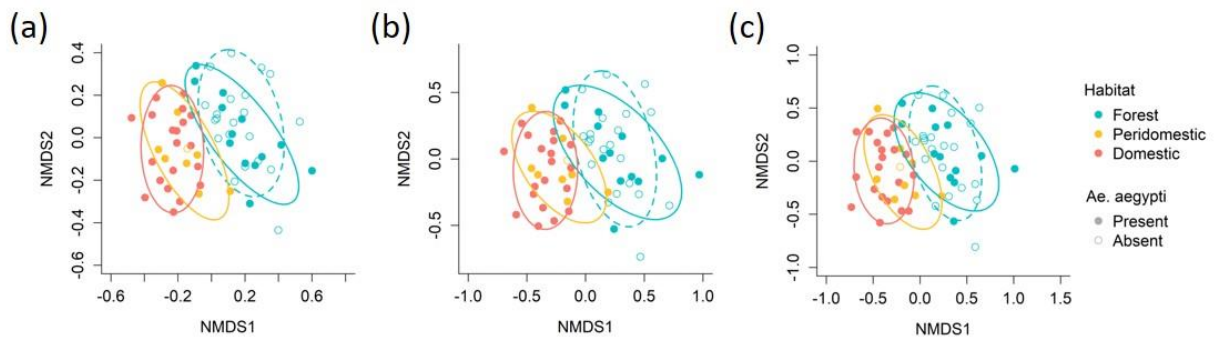 (a)
0.4
0.2
0.0
-0.2
-0.4
-0.6
NMDS2
-0.6
-0.2
0.2
0.6
NMDS1
(b)
0.5
0.0
-0.5
NMDS2
-1.0
-0.5
0.0
0.5
1.0
NMDS1
(c)
1.0
0.5
0.0
-0.5
-1.0
NMDS2
-1.0
-0.5
0.0
0.5
1.0
1.5
NMDS1
Habitat
Forest
Peridomestic
Domestic
Ae. aegypti
Present
Absent